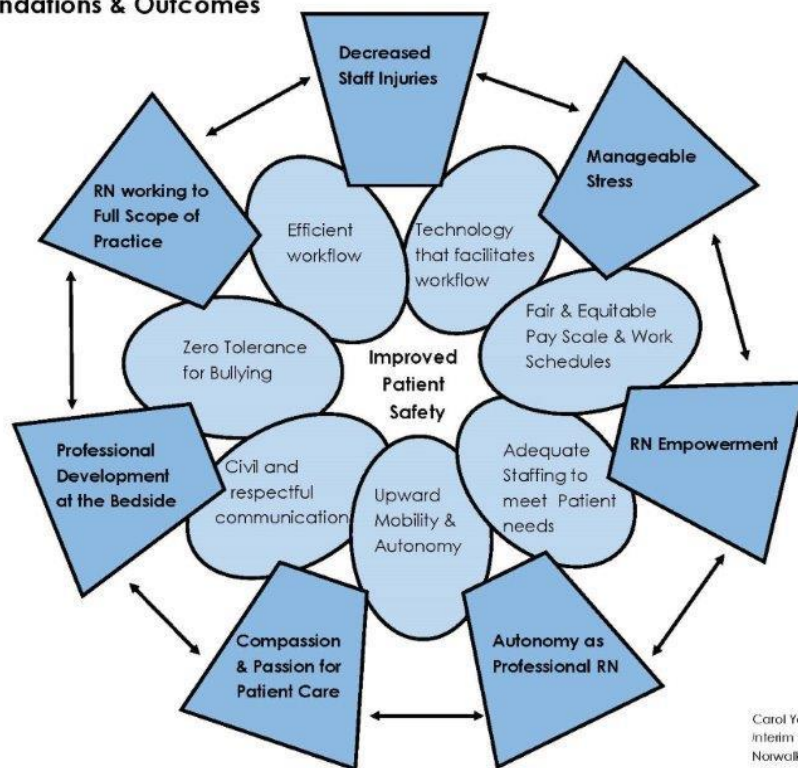 & Outcomes
Decreased
Staff Injuries
Manageable
Stress
RN Empowerment
Autonomy as
Professional RN
Compassion
& Passion for
Patient Care
Professional
Development
at the Bedside
RN working to
Full Scope of
Practice
Efficient
workflow
Technology
that facilitates
workflow
Fair & Equitable
Pay Scale & Work
Schedules
Adequate
Staffing to
meet Patient
needs
Upward
Mobility &
Autonomy
Civil and
respectful
communication
Zero Tolerance
for Bullying
Improved
Patient
Safety
Carol
Interim